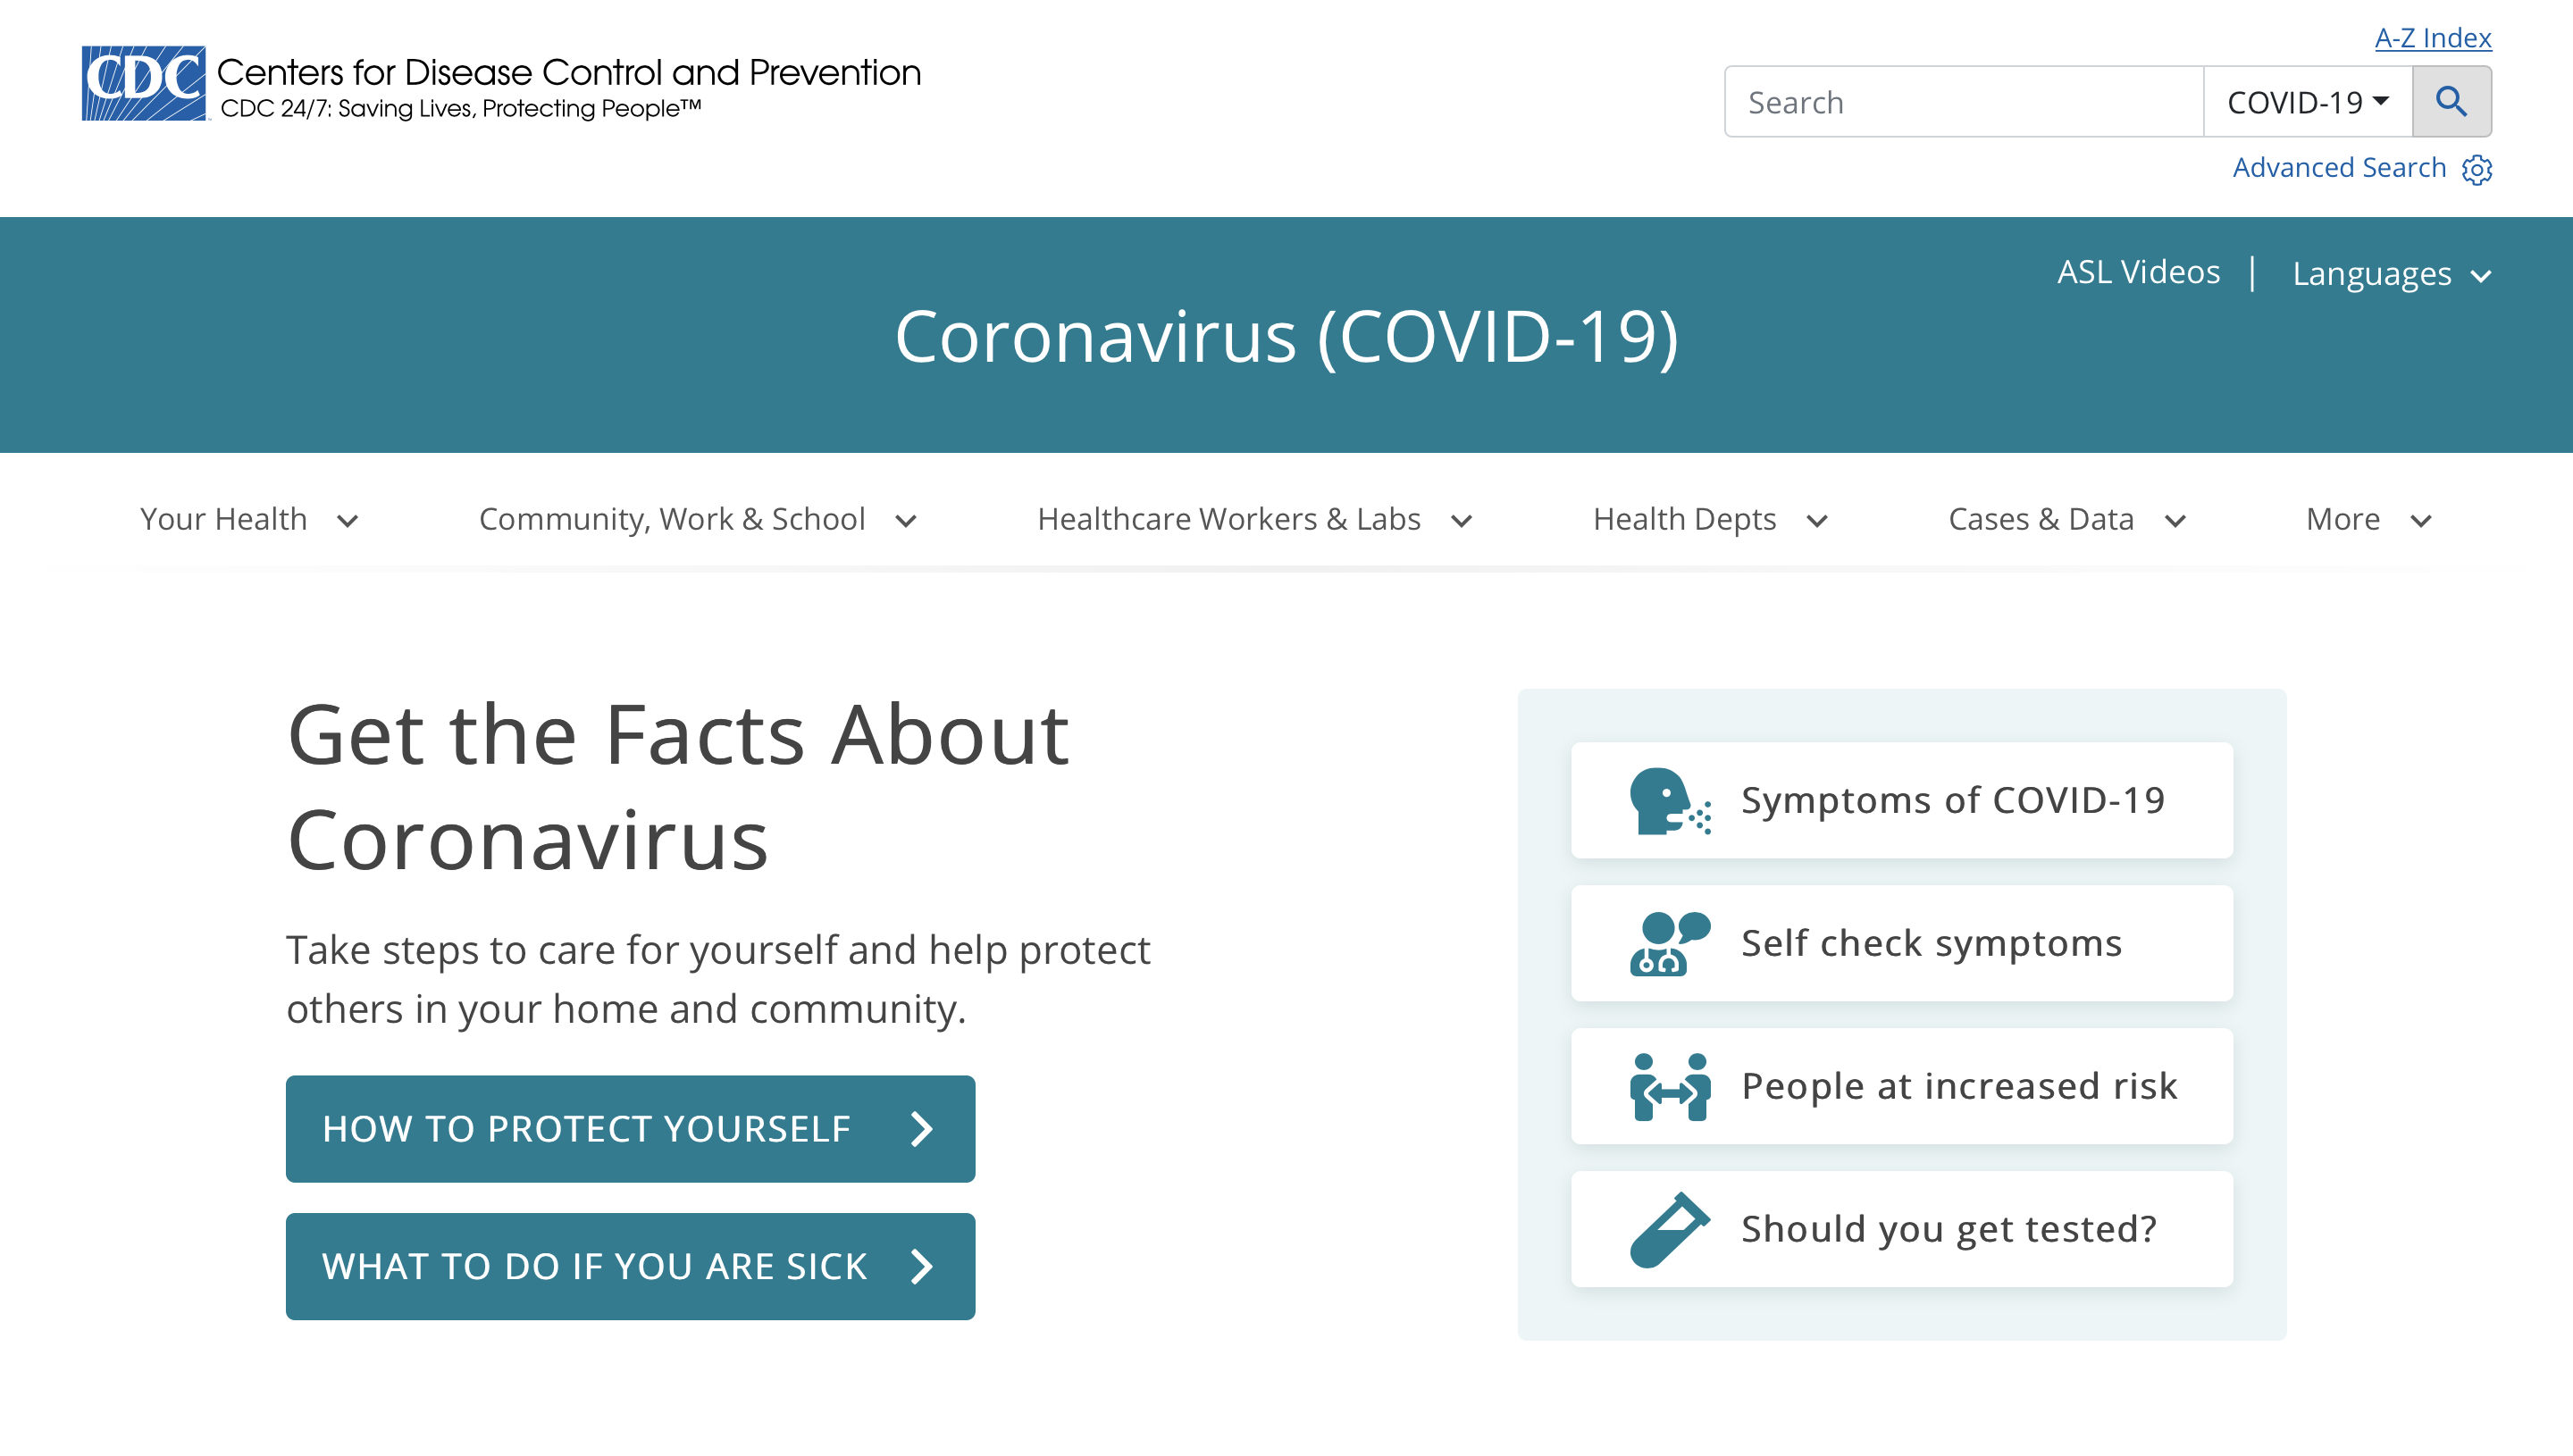 A-Z Index
CDC
Centers for Disease Control and Prevention
CDC 24/7: Saving Lives, Protecting People™
Search
COVID-19
Advanced Search
ASL Videos | Languages
Coronavirus (COVID-19)
Your Health
Community, Work & School
Healthcare Workers & Labs
Health Depts
Cases & Data
More
Get the Facts About
Coronavirus
Take steps to care for yourself and help protect
others in your home and community.
HOW TO PROTECT YOURSELF
WHAT TO DO IF YOU ARE SICK
Symptoms of COVID-19
Self check symptoms
People at increased risk
Should you get tested?